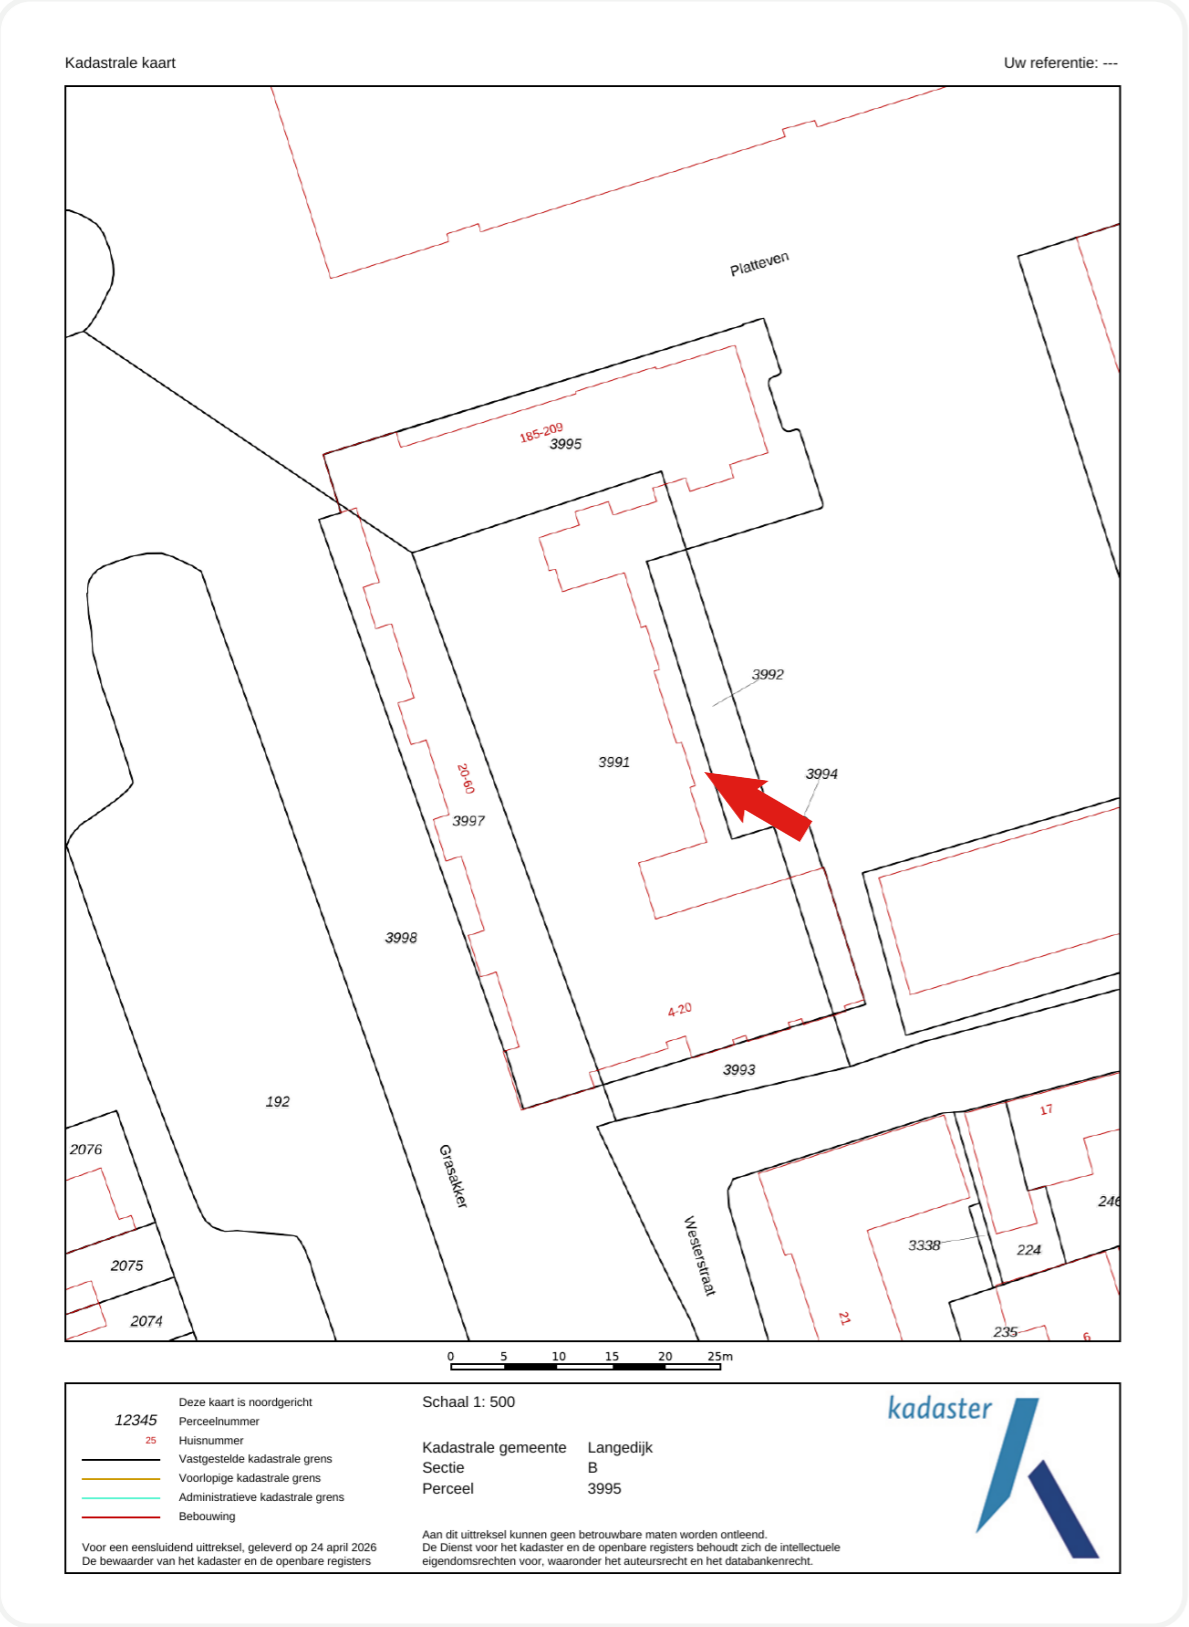 Kadastrale kaart
Uw referentie: ---
Platteven
185-209
3995
3992
3991
3994
20-60
3997
3998
4-20
3993
192
17
2076
Grasakker
Westerstraat
246
3338
224
2075
21
2074
235
6
0 5 10 15 20 25m
Deze kaart is noordgericht
12345 Perceelnummer
25 Huisnummer
Vastgestelde kadastrale grens
Voorlopige kadastrale grens
Administratieve kadastrale grens
Bebouwing
Voor een eensluidend uittreksel, geleverd op 24 april 2026
De bewaarder van het kadaster en de openbare registers
Schaal 1: 500
Kadastrale gemeente Langedijk
Sectie B
Perceel 3995
Aan dit uittreksel kunnen geen betrouwbare maten worden ontleend.
De Dienst voor het kadaster en de openbare registers behoudt zich de intellectuele
eigendomsrechten voor, waaronder het auteursrecht en het databankenrecht.
kadaster